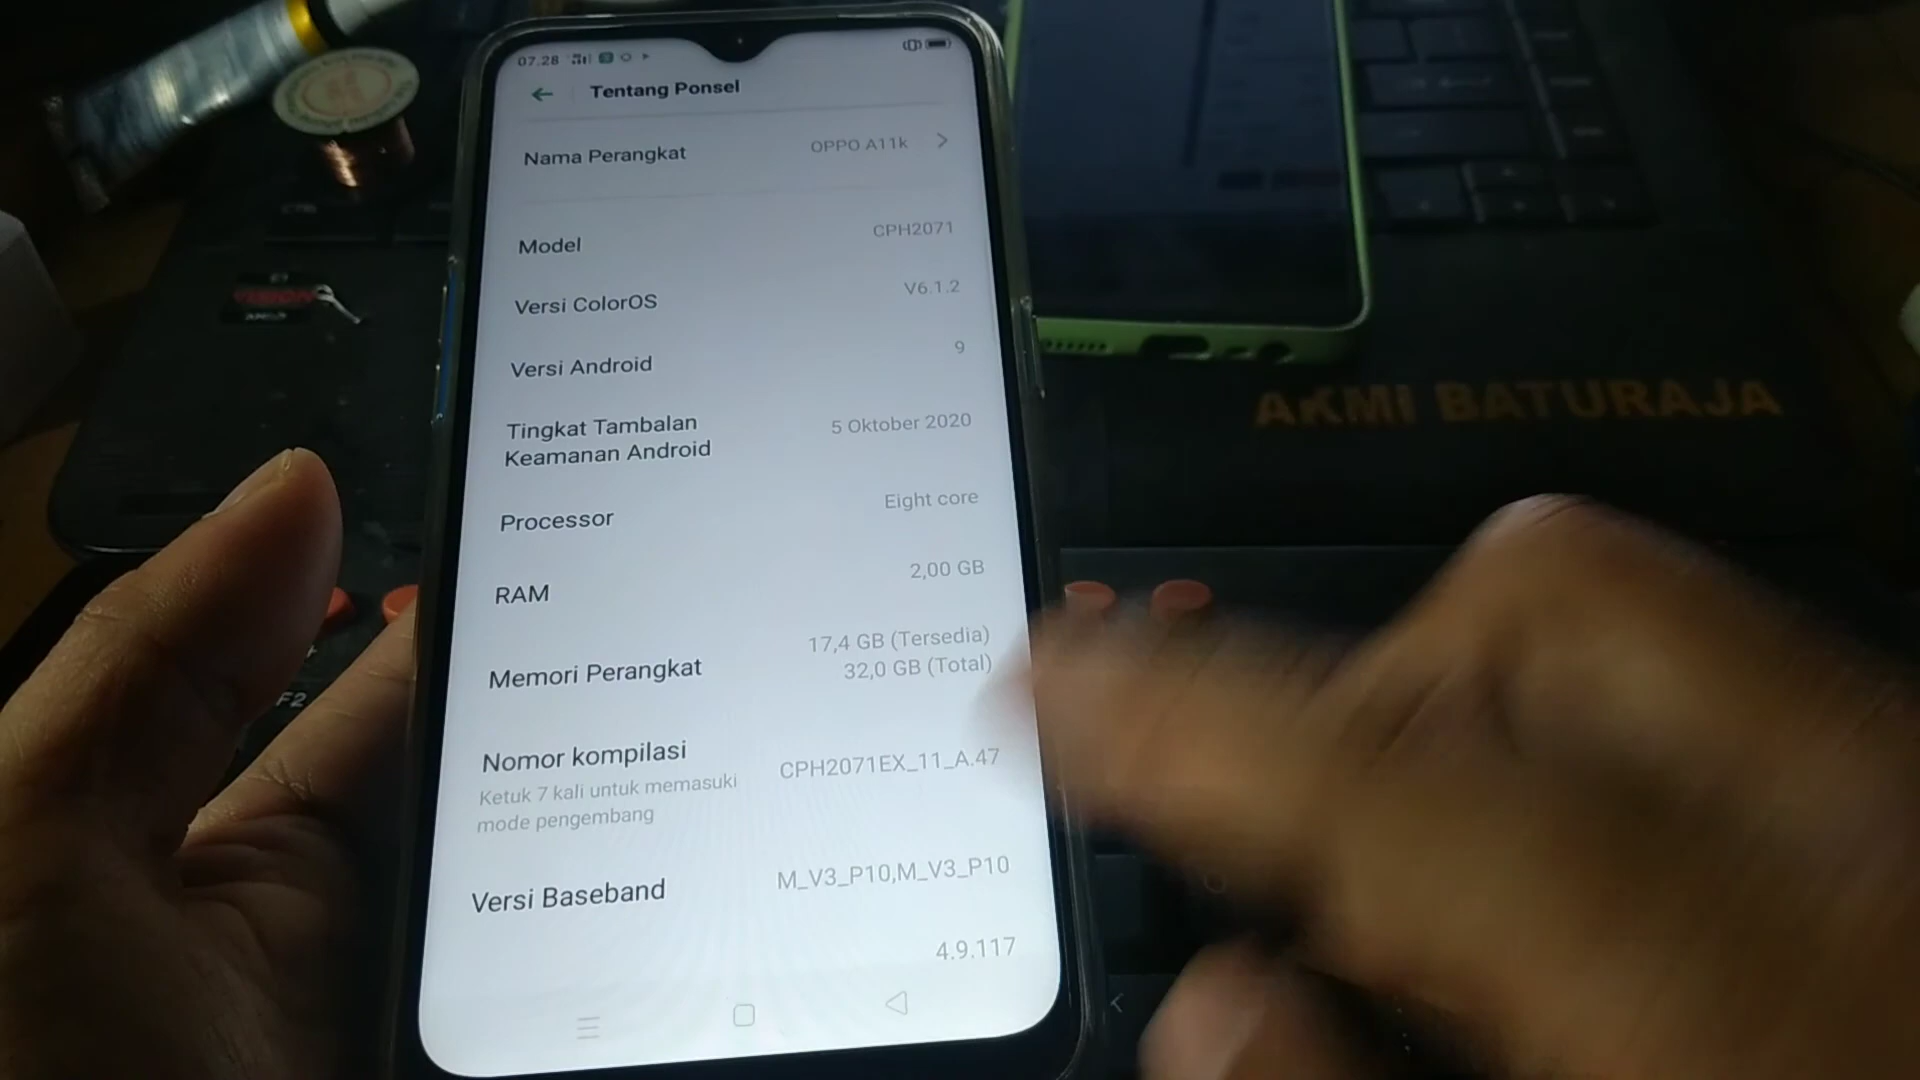 07.28
Tentang Ponsel
Nama Perangkat
OPPO A11k
Model
CPH2071
Versi ColorOS
V6.1.2
Versi Android
9
Tingkat Tambalan
Keamanan Android
5 Oktober 2020
Processor
Eight core
RAM
2,00 GB
Memori Perangkat
17,4 GB (Tersedia)
32,0 GB (Total)
Nomor kompilasi
Ketuk 7 kali untuk memasuki
mode pengembang
CPH2071EX_11_A.47
Versi Baseband
M_V3_P10,M_V3_P10
4.9.117
AKMI BATURAJA
F2